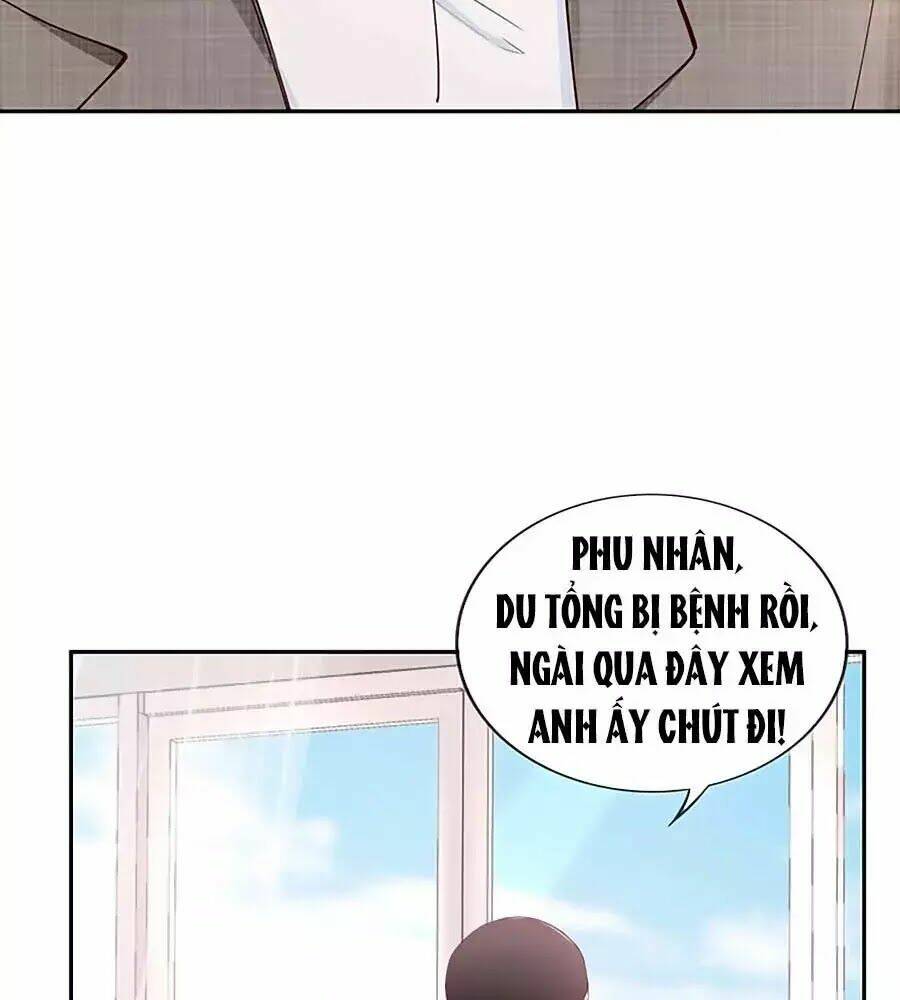 PHU NHÂN,
DU TỔNG BỊ BỆNH RỒI,
NGÀI QUA ĐÂY XEM
ANH ẤY CHÚT ĐI!